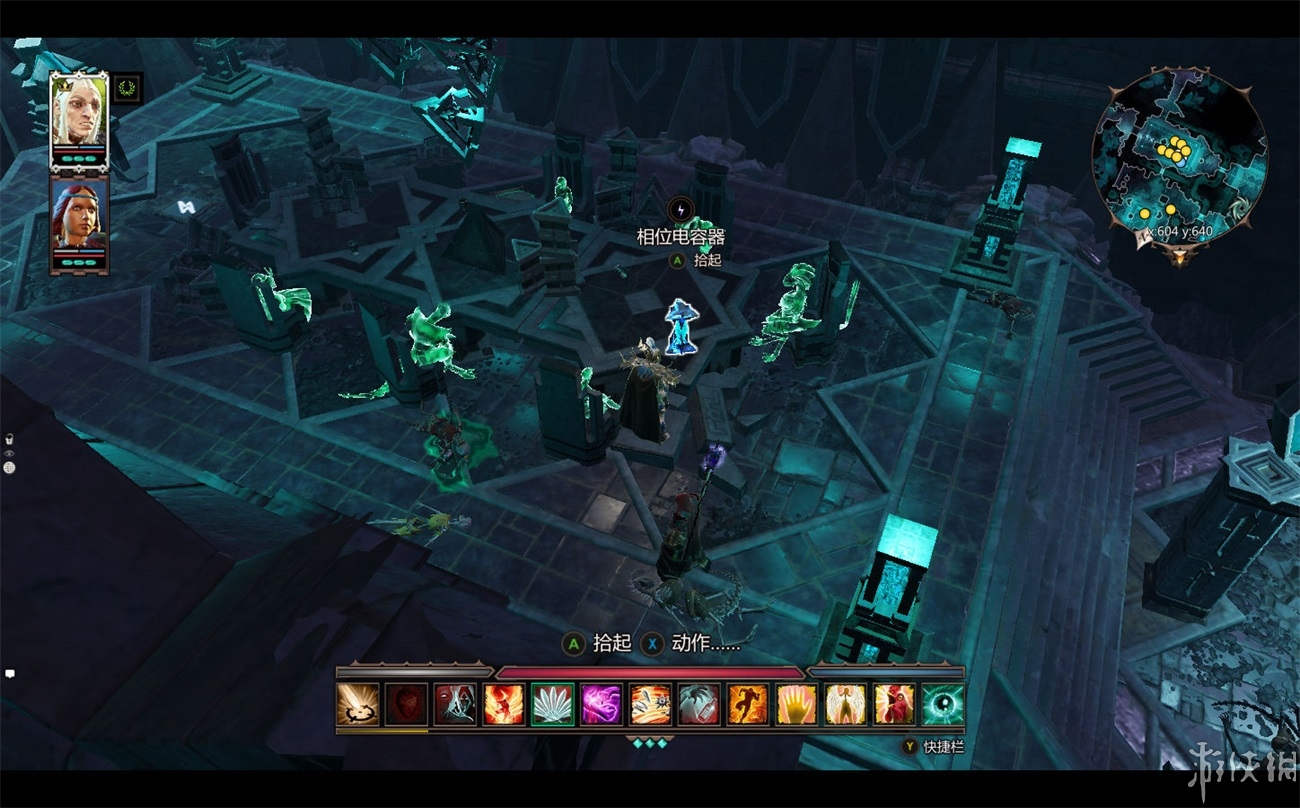 相位电容器
A 拾起
x:604 y:640
A 拾起 X 动作......
Y 快捷栏
游侠网